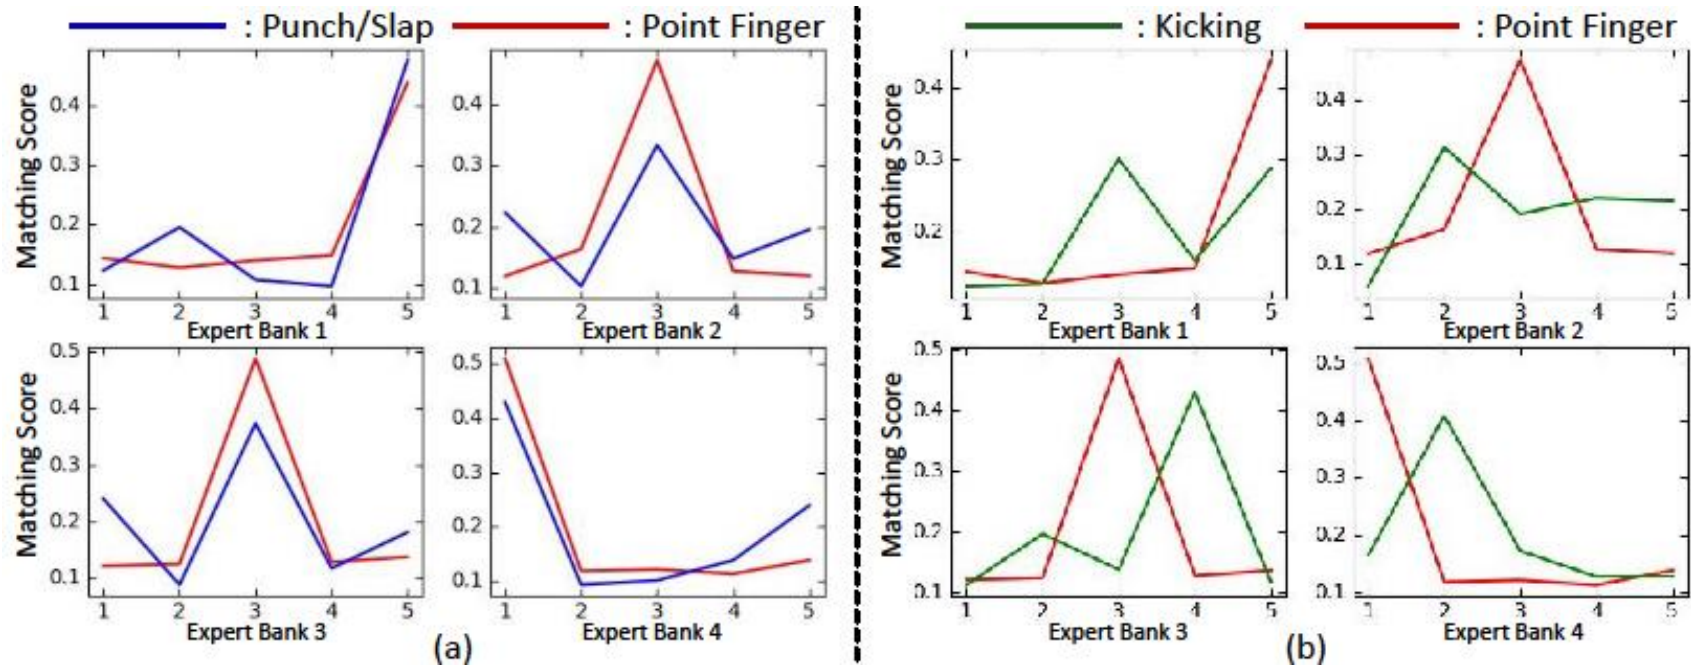 : Punch/Slap : Point Finger : Kicking : Point Finger
Matching Score
0.4
0.3
0.2
0.1
1 2 3 4 5
Expert Bank 1
0.4
0.3
0.2
0.1
1 2 3 4 5
Expert Bank 2
Matching Score
0.4
0.3
0.2
1 2 3 4 5
Expert Bank 1
0.4
0.3
0.2
0.1
1 2 3 4 5
Expert Bank 2
Matching Score
0.5
0.4
0.3
0.2
0.1
1 2 3 4 5
Expert Bank 3
0.5
0.4
0.3
0.2
0.1
1 2 3 4 5
Expert Bank 4
(a)
Matching Score
0.5
0.4
0.3
0.2
0.1
1 2 3 4 5
Expert Bank 3
0.5
0.4
0.3
0.2
0.1
1 2 3 4 5
Expert Bank 4
(b)